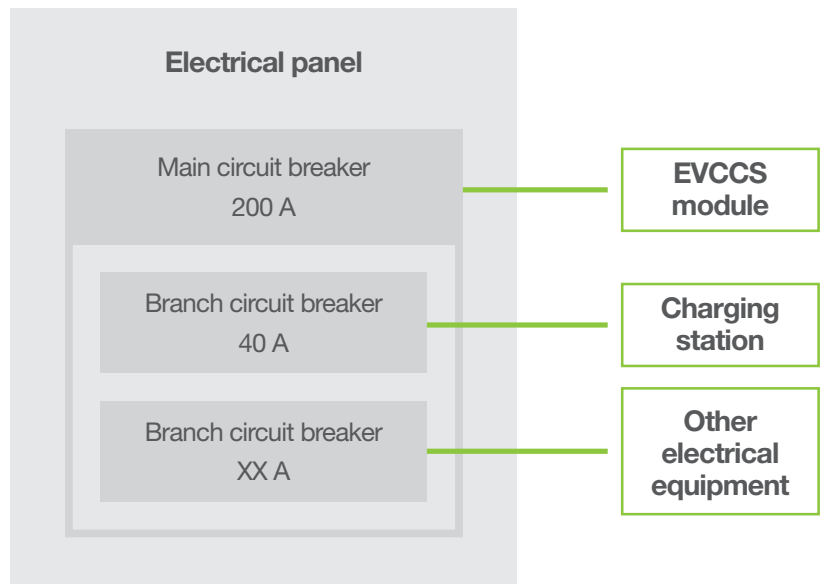 Electrical panel
Main circuit breaker
200 A
EVCCS
module
Branch circuit breaker
40 A
Charging
station
Branch circuit breaker
XX A
Other
electrical
equipment